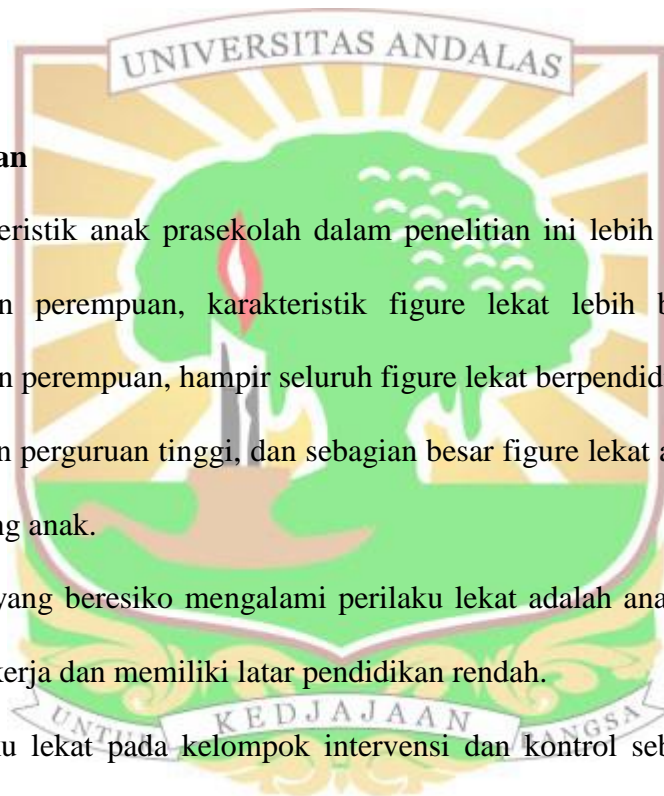 UNIVERSITAS ANDALAS
an
eristik anak prasekolah dalam penelitian ini lebih
n perempuan, karakteristik figure lekat lebih b
n perempuan, hampir seluruh figure lekat berpendid
n perguruan tinggi, dan sebagian besar figure lekat a
ng anak.
yang beresiko mengalami perilaku lekat adalah ana
kerja dan memiliki latar pendidikan rendah.
UNTUK KEDJAJAAN BANGSA
u lekat pada kelompok intervensi dan kontrol seb